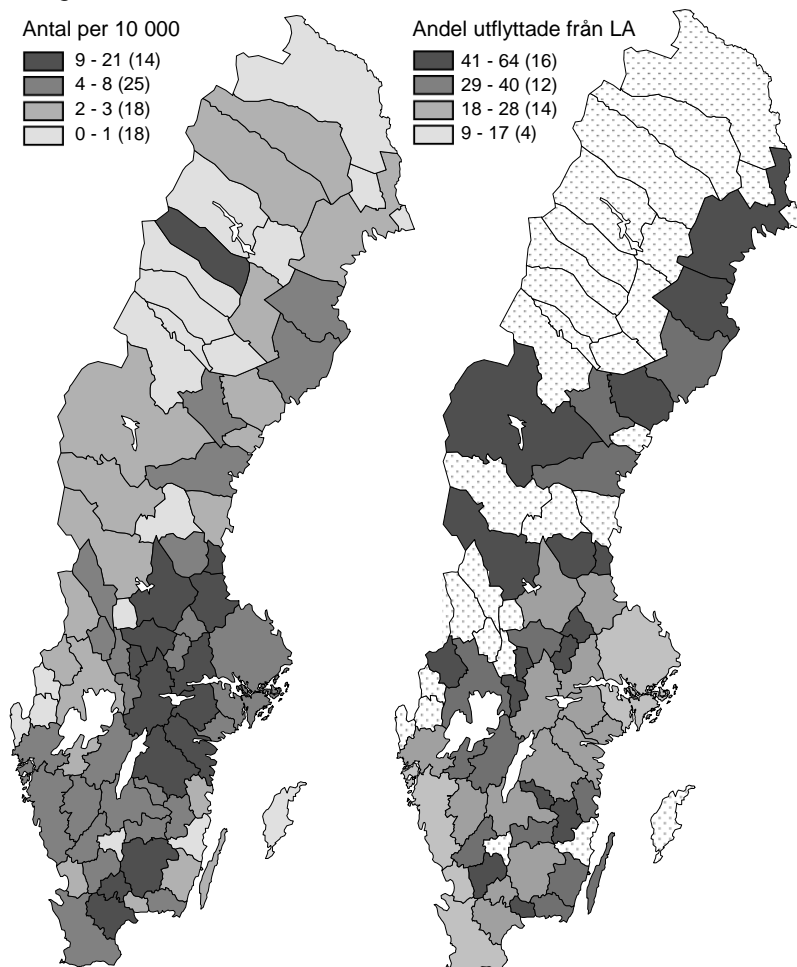 Antal per 10 000
9 - 21 (14)
4 - 8 (25)
2 - 3 (18)
0 - 1 (18)
Andel utflyttade från LA
41 - 64 (16)
29 - 40 (12)
18 - 28 (14)
9 - 17 (4)